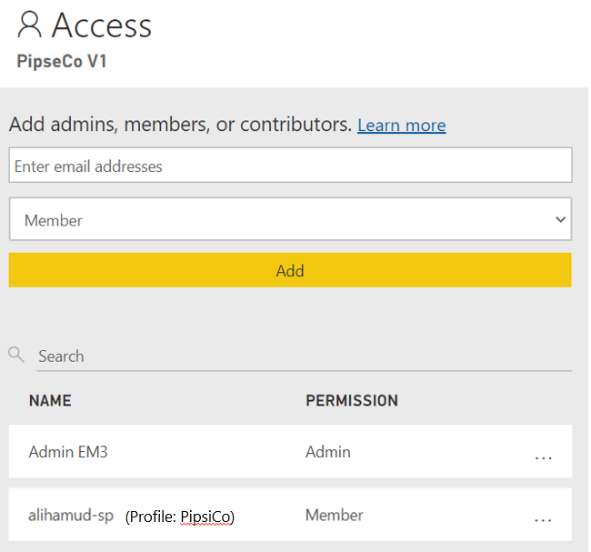 Access
PipseCo V1
Add admins, members, or contributors. Learn more
Enter email addresses
Member
Add
Search
NAME PERMISSION
Admin EM3 Admin ...
alihamud-sp (Profile: PipsiCo) Member ...